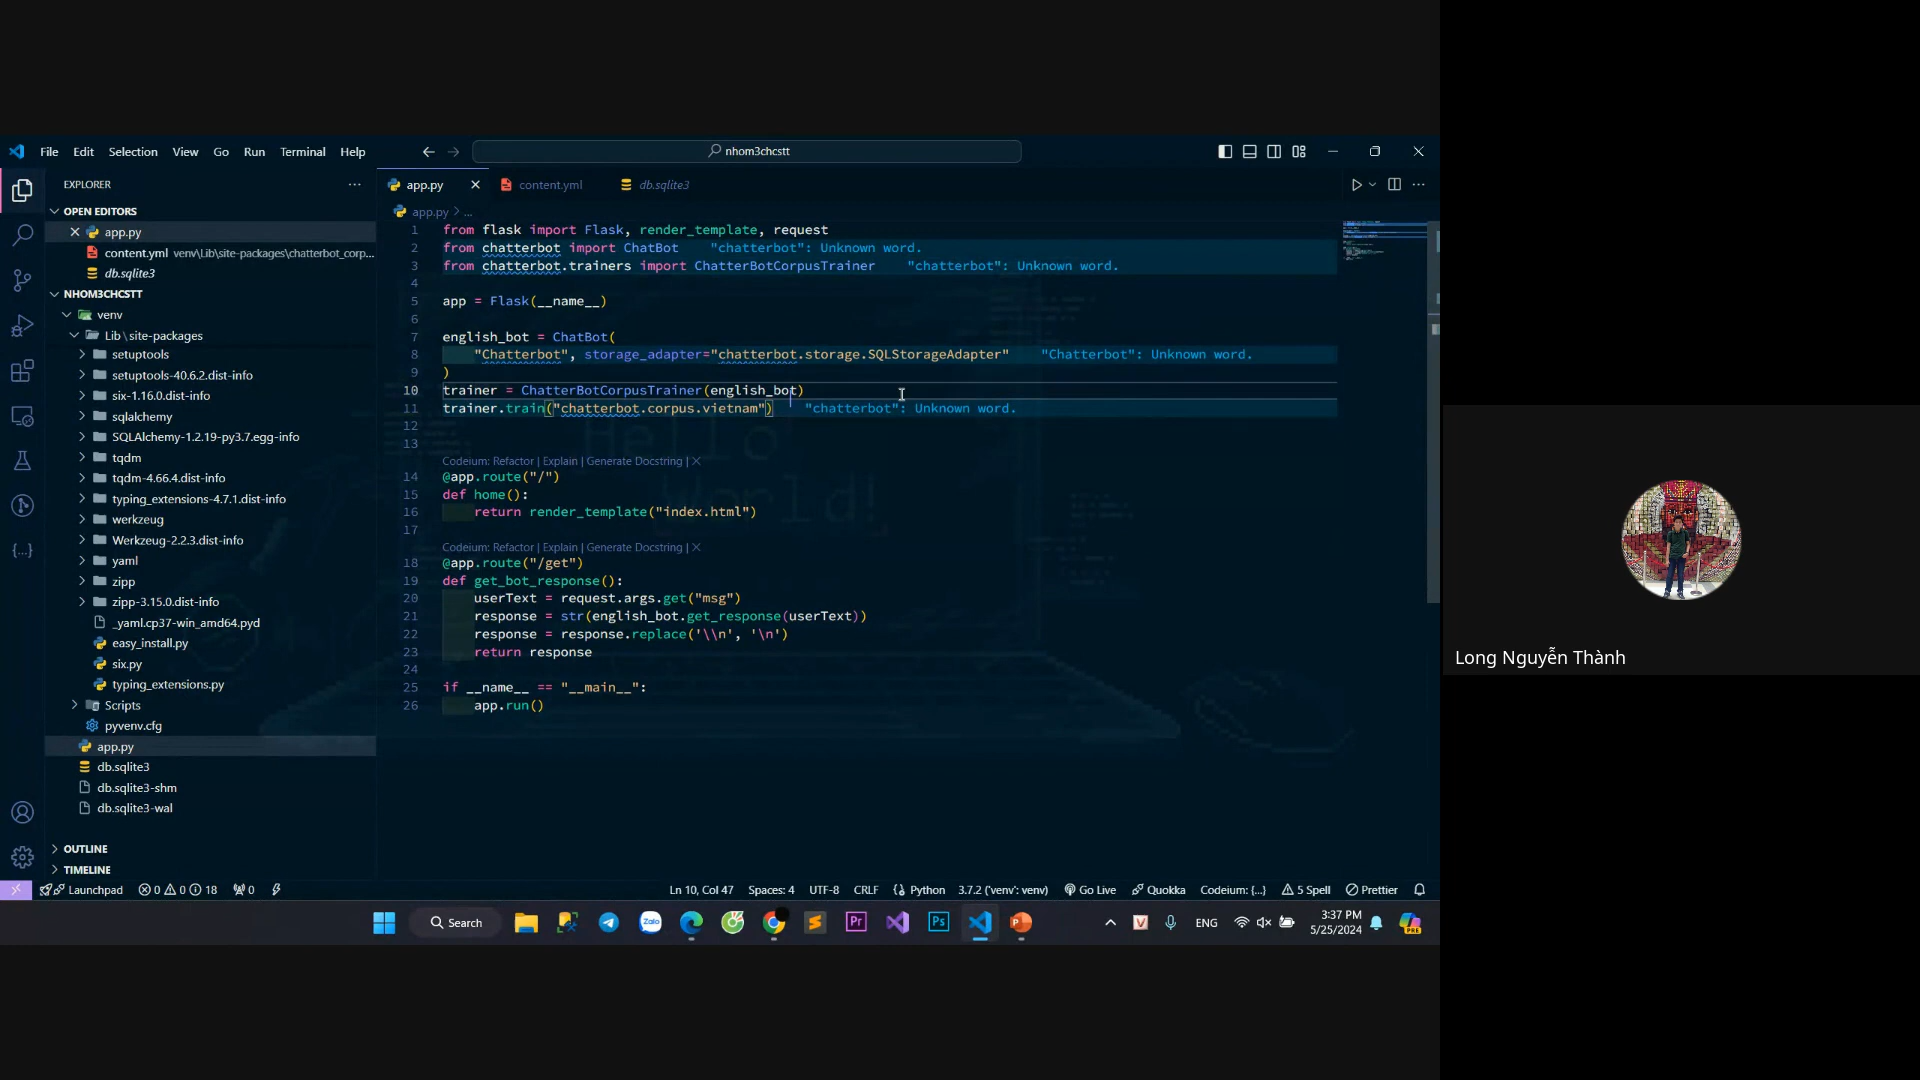 File Edit Selection View Go Run Terminal Help
nhom3chcstt
EXPLORER
OPEN EDITORS
app.py
content.yml venv\Lib\site-packages\chatterbot_corp...
db.sqlite3
NHOM3CHCSTT
venv
Lib\site-packages
setuptools
setuptools-40.6.2.dist-info
six-1.16.0.dist-info
sqlalchemy
SQLAlchemy-1.2.19-py3.7.egg-info
tqdm
tqdm-4.66.4.dist-info
typing_extensions-4.7.1.dist-info
werkzeug
Werkzeug-2.2.3.dist-info
yaml
zipp
zipp-3.15.0.dist-info
_yaml.cp37-win_amd64.pyd
easy_install.py
six.py
typing_extensions.py
Scripts
pyvenv.cfg
app.py
db.sqlite3
db.sqlite3-shm
db.sqlite3-wal
OUTLINE
TIMELINE
app.py content.yml db.sqlite3
app.py > ...
1 from flask import Flask, render_template, request
2 from chatterbot import ChatBot "chatterbot": Unknown word.
3 from chatterbot.trainers import ChatterBotCorpusTrainer "chatterbot": Unknown word.
4
5 app = Flask(__name__)
6
7 english_bot = ChatBot(
8 "Chatterbot", storage_adapter="chatterbot.storage.SQLStorageAdapter" "Chatterbot": Unknown word.
9 )
10 trainer = ChatterBotCorpusTrainer(english_bot)
11 trainer.train("chatterbot.corpus.vietnam") "chatterbot": Unknown word.
12
13
Codeium: Refactor | Explain | Generate Docstring | X
14 @app.route("/")
15 def home():
16 return render_template("index.html")
17
Codeium: Refactor | Explain | Generate Docstring | X
18 @app.route("/get")
19 def get_bot_response():
20 userText = request.args.get("msg")
21 response = str(english_bot.get_response(userText))
22 response = response.replace('\\n', '\n')
23 return response
24
25 if __name__ == "__main__":
26 app.run()
Hello
World!
Launchpad 0 0 18 0 Ln 10, Col 47 Spaces: 4 UTF-8 CRLF Python 3.7.2 ('venv': venv) Go Live Quokka Codeium: {...} 5 Spell Prettier
Search Zalo Pr Ps ENG 3:37 PM
5/25/2024
Long Nguyễn Thành